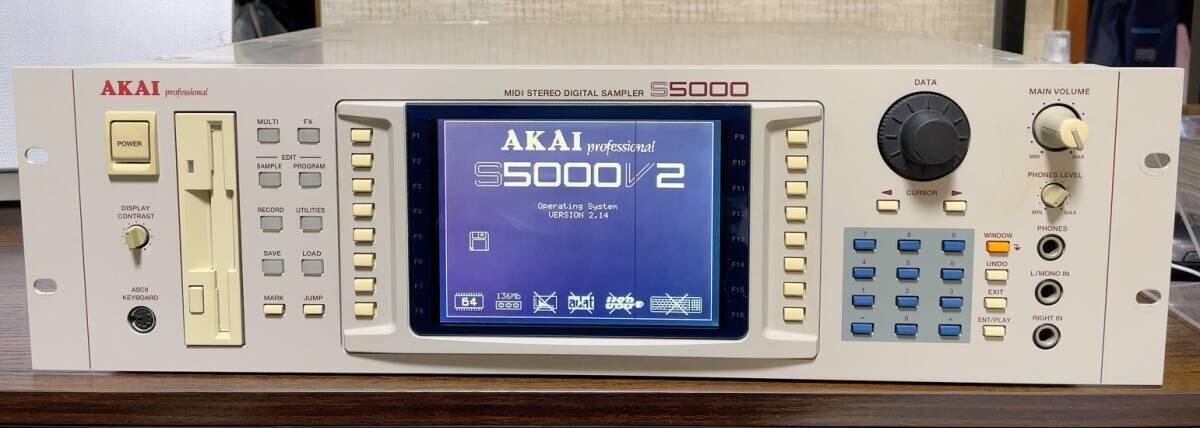 AKAI professional
MIDI STEREO DIGITAL SAMPLER S5000
POWER
DISPLAY
CONTRAST
ASCII
KEYBOARD
MULTI FX
EDIT
SAMPLE PROGRAM
RECORD UTILITIES
SAVE LOAD
MARK JUMP
F1
F2
F3
F4
F5
F6
F7
F8
AKAI professional
S5000V2
Operating System
VERSION 2.14
64
136Mb
F9
F10
F11
F12
F13
F14
F15
F16
DATA
CURSOR
7 8 9
4 5 6
1 2 3
- 0 +
WINDOW
UNDO
EXIT
ENT/PLAY
MAIN VOLUME
MIN MAX
PHONES LEVEL
MIN MAX
PHONES
L/MONO IN
RIGHT IN